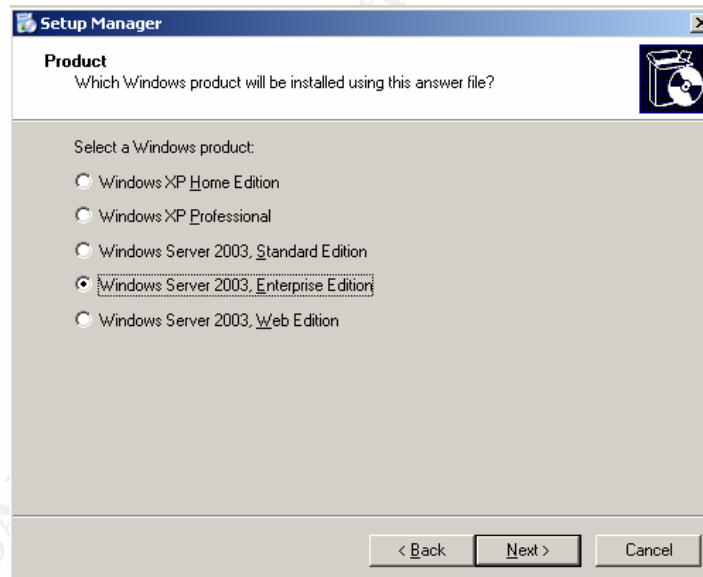 Setup Manager
Product
Which Windows product will be installed using this answer file?
Select a Windows product:
Windows XP Home Edition
Windows XP Professional
Windows Server 2003, Standard Edition
Windows Server 2003, Enterprise Edition
Windows Server 2003, Web Edition
< Back Next > Cancel